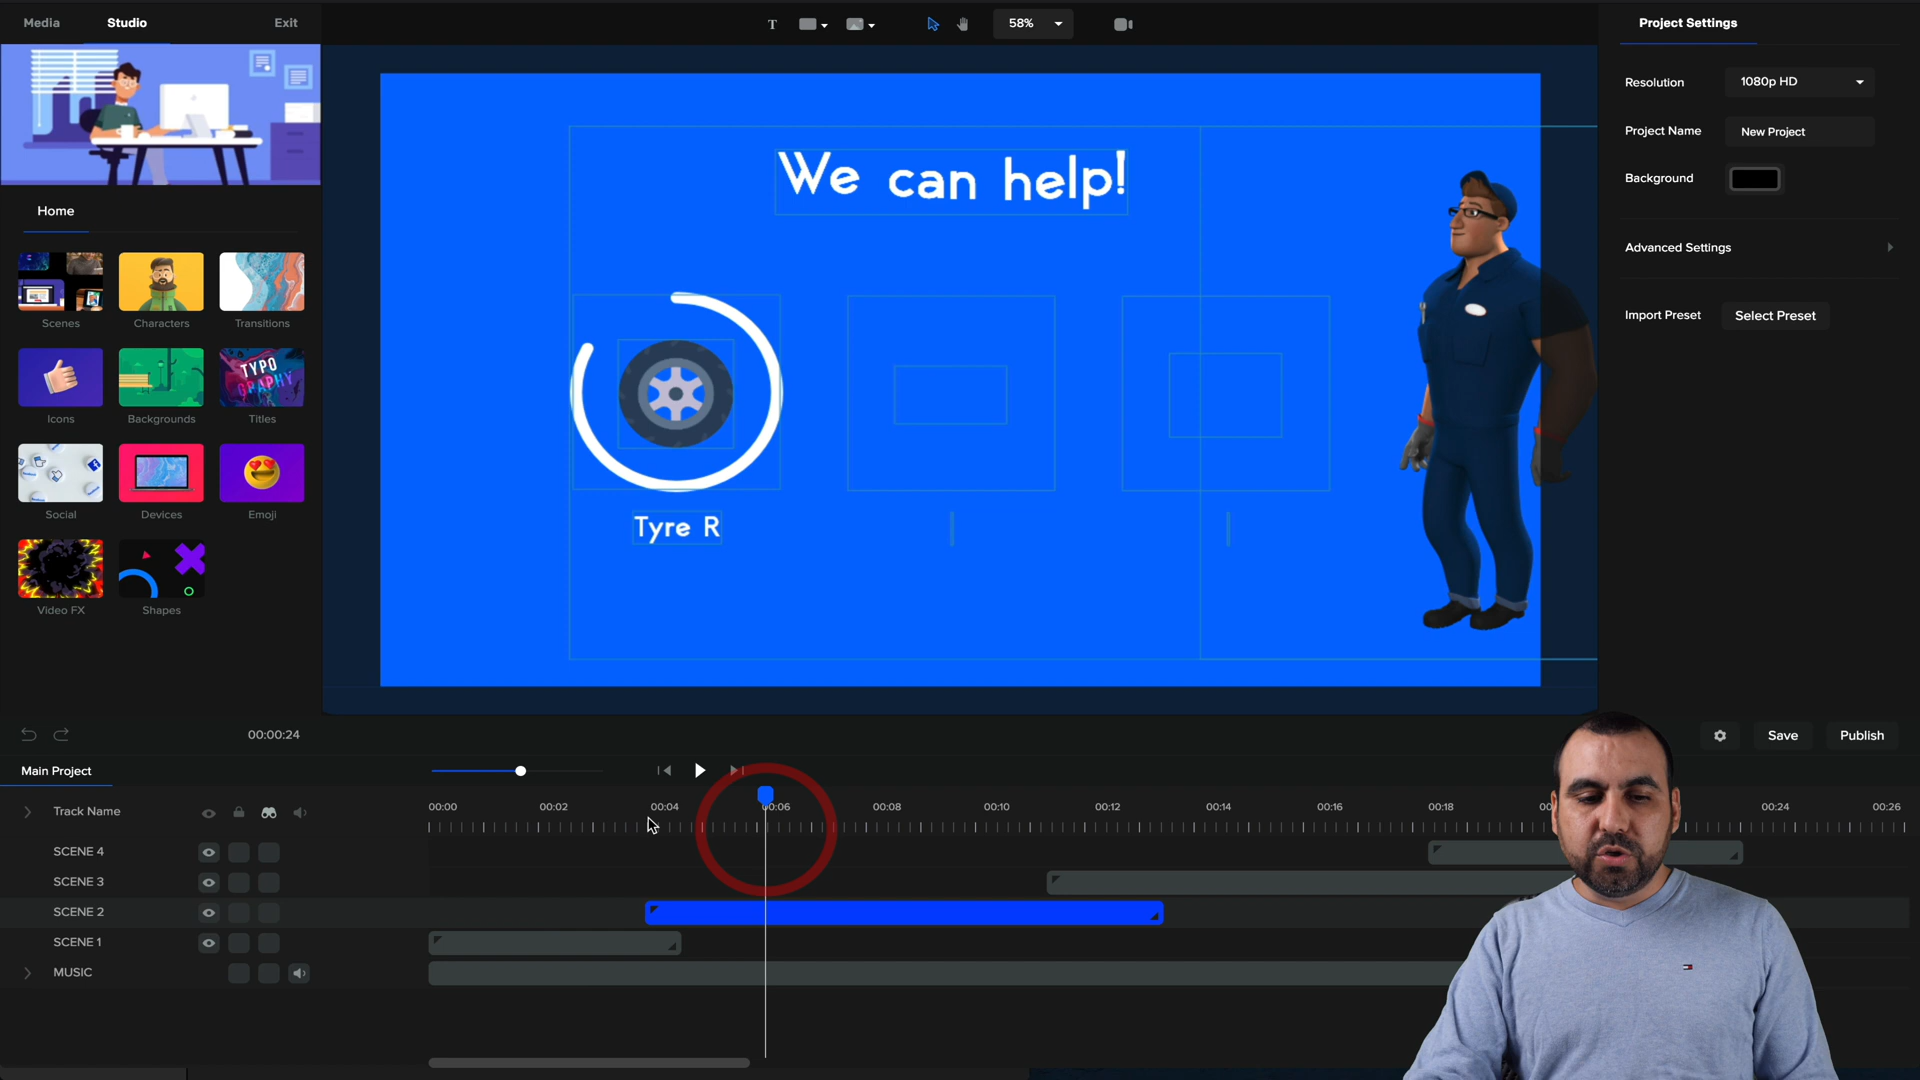 Media Studio Exit
T 58%
Project Settings
Resolution 1080p HD
Project Name New Project
Background
Advanced Settings
Import Preset Select Preset
We can help!
Tyre R
Home
Scenes Characters Transitions
TYPO
GRAPHY
Icons Backgrounds Titles
Social Devices Emoji
Video FX Shapes
00:00:24
Save Publish
Main Project
Track Name
00:00 00:02 00:04 00:06 00:08 00:10 00:12 00:14 00:16 00:18 00:24 00:26
SCENE 4
SCENE 3
SCENE 2
SCENE 1
MUSIC